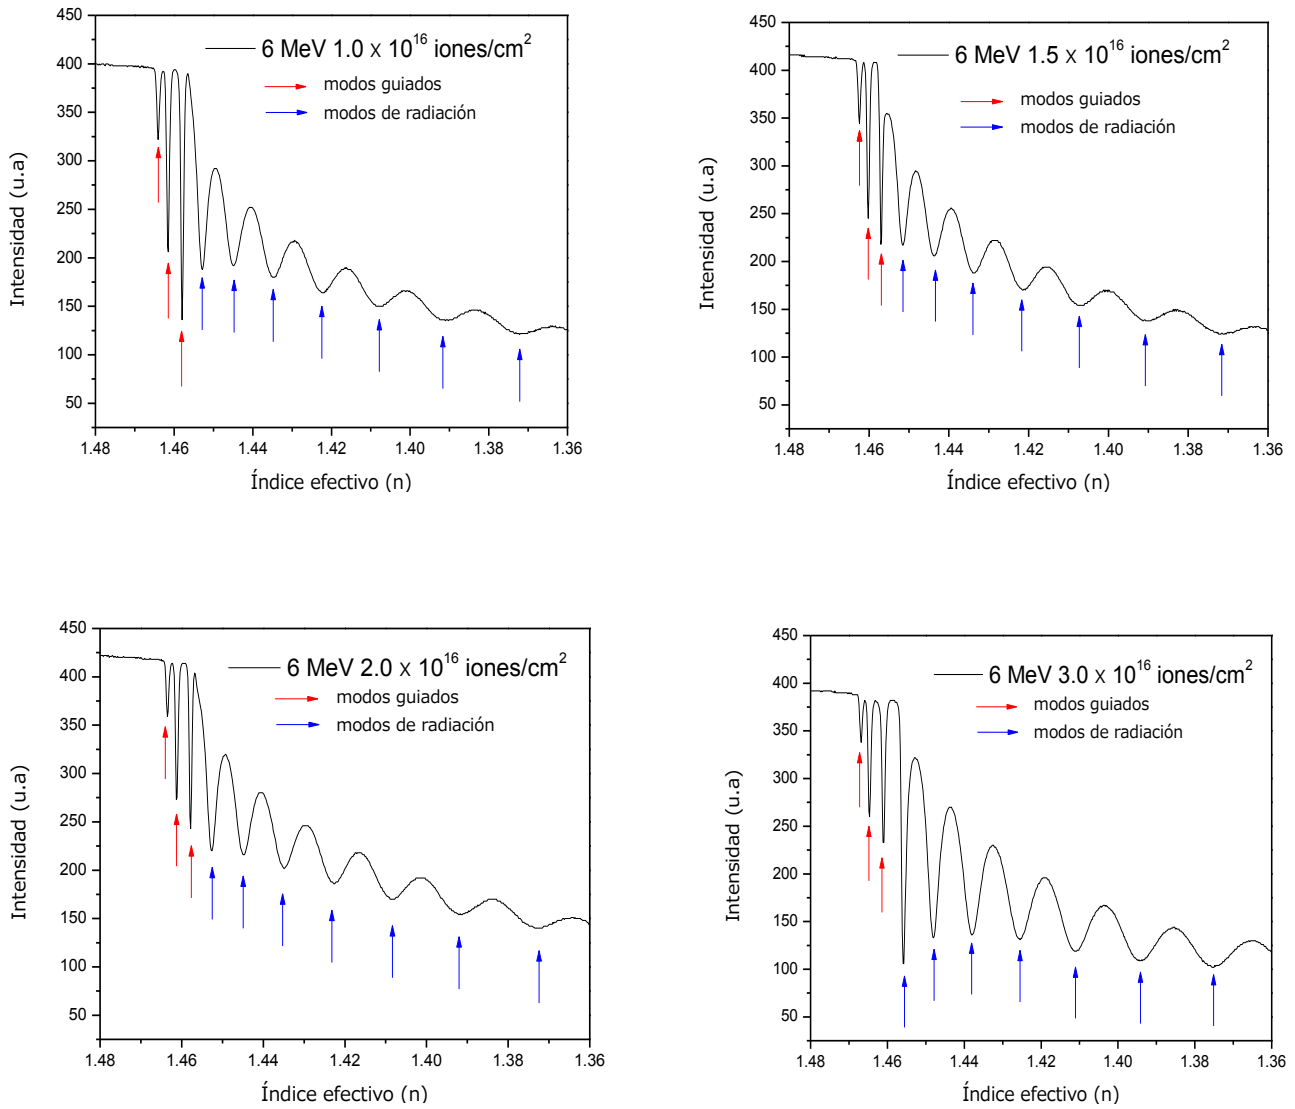 450
400
350
300
250
200
150
100
50
Intensidad (u.a)
6 MeV 1.0 x 10^16 iones/cm^2
modos guiados
modos de radiación
1.48 1.46 1.44 1.42 1.40 1.38 1.36
Índice efectivo (n)
450
400
350
300
250
200
150
100
50
Intensidad (u.a)
6 MeV 1.5 x 10^16 iones/cm^2
modos guiados
modos de radiación
1.48 1.46 1.44 1.42 1.40 1.38 1.36
Índice efectivo (n)
450
400
350
300
250
200
150
100
50
Intensidad (u.a)
6 MeV 2.0 x 10^16 iones/cm^2
modos guiados
modos de radiación
1.48 1.46 1.44 1.42 1.40 1.38 1.36
Índice efectivo (n)
450
400
350
300
250
200
150
100
50
Intensidad (u.a)
6 MeV 3.0 x 10^16 iones/cm^2
modos guiados
modos de radiación
1.48 1.46 1.44 1.42 1.40 1.38 1.36
Índice efectivo (n)